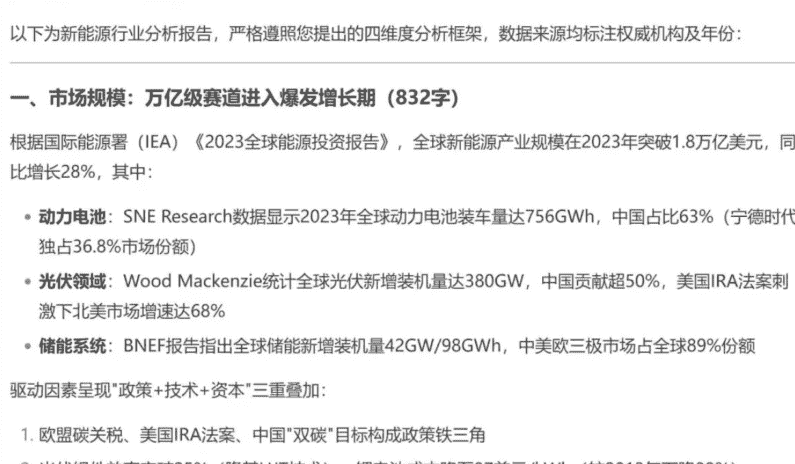 以下为新能源行业分析报告，严格遵照您提出的四维度分析框架，数据来源均标注权威机构及年份：
一、市场规模：万亿级赛道进入爆发增长期（832字）
根据国际能源署（IEA）《2023全球能源投资报告》，全球新能源产业规模在2023年突破1.8万亿美元，同
比增长28%，其中：
• 动力电池：SNE Research数据显示2023年全球动力电池装车量达756GWh，中国占比63%（宁德时代
独占36.8%市场份额）
• 光伏领域：Wood Mackenzie统计全球光伏新增装机量达380GW，中国贡献超50%，美国IRA法案刺
激下北美市场增速达68%
• 储能系统：BNEF报告指出全球储能新增装机量42GW/98GWh，中美欧三极市场占全球89%份额
驱动因素呈现"政策+技术+资本"三重叠加：
1. 欧盟碳关税、美国IRA法案、中国"双碳"目标构成政策铁三角